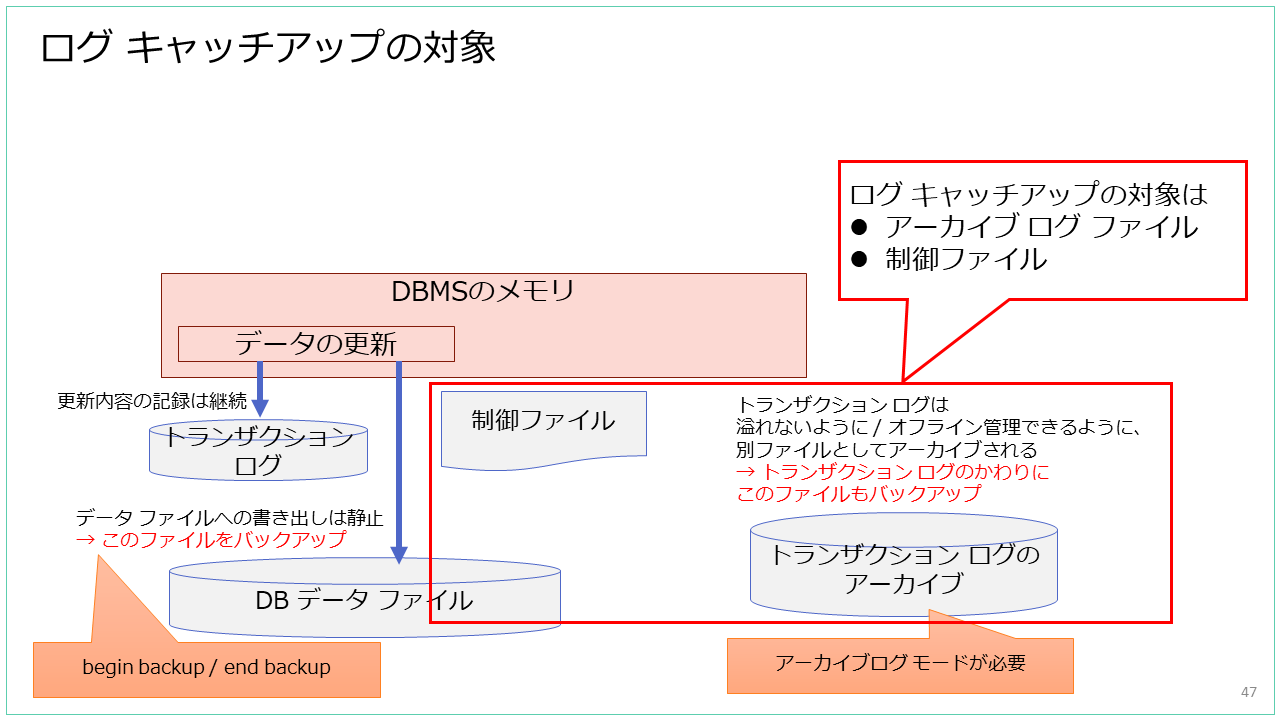 ログ キャッチアップの対象
ログ キャッチアップの対象は
● アーカイブ ログ ファイル
● 制御ファイル
DBMSのメモリ
データの更新
更新内容の記録は継続
トランザクション
ログ
制御ファイル
トランザクション ログは
溢れないように / オフライン管理できるように、
別ファイルとしてアーカイブされる
→ トランザクション ログのかわりに
このファイルもバックアップ
データ ファイルへの書き出しは静止
→ このファイルをバックアップ
トランザクション ログの
アーカイブ
DB データ ファイル
begin backup / end backup
アーカイブログ モードが必要
47